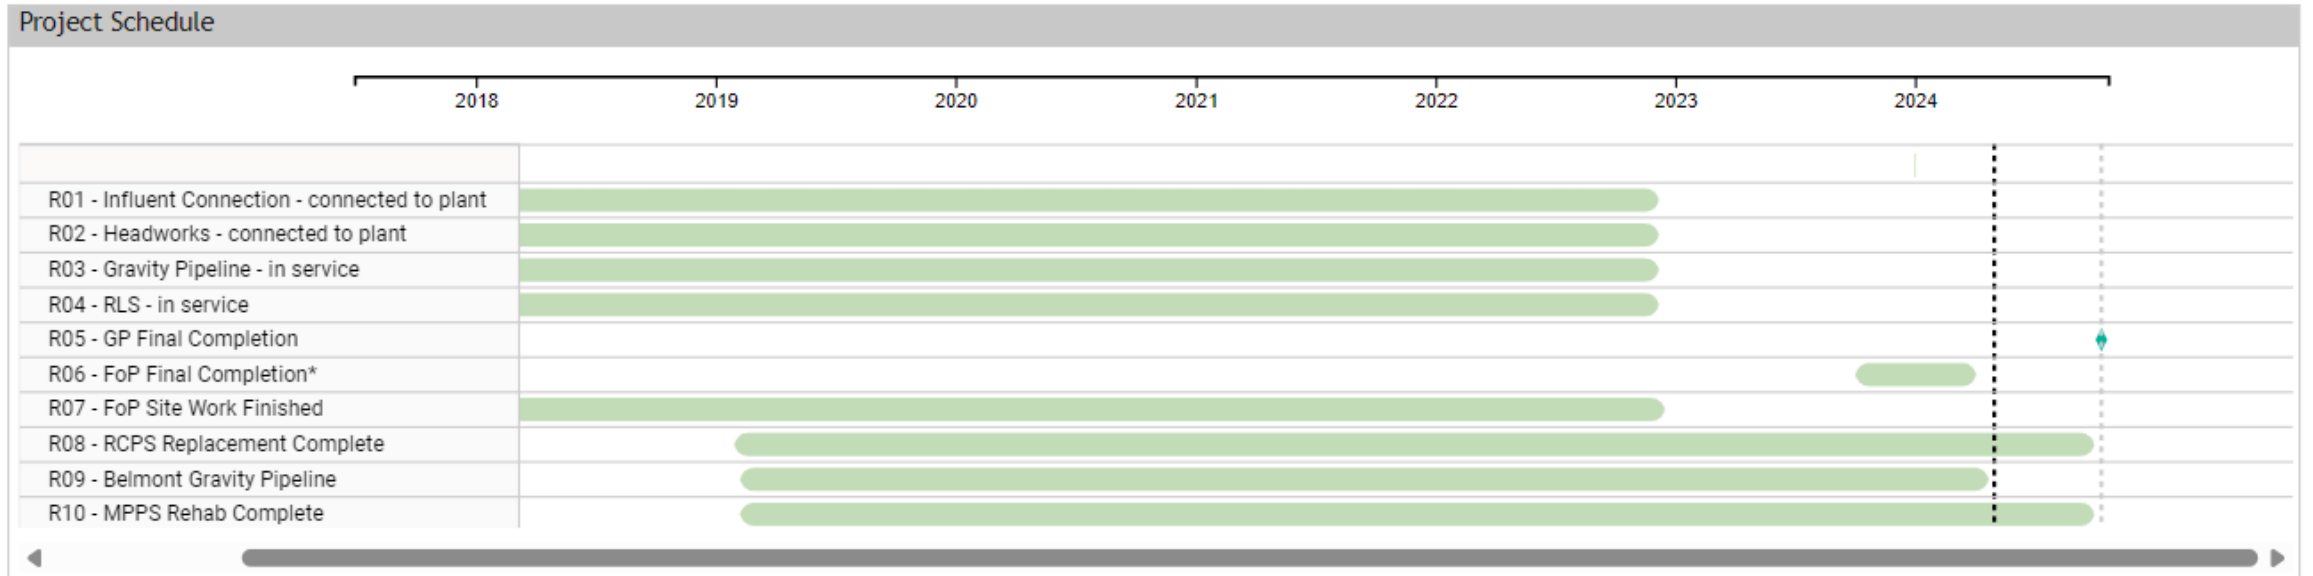 Project Schedule
2018 2019 2020 2021 2022 2023 2024
R01 - Influent Connection - connected to plant
R02 - Headworks - connected to plant
R03 - Gravity Pipeline - in service
R04 - RLS - in service
R05 - GP Final Completion
R06 - FoP Final Completion*
R07 - FoP Site Work Finished
R08 - RCPS Replacement Complete
R09 - Belmont Gravity Pipeline
R10 - MPPS Rehab Complete